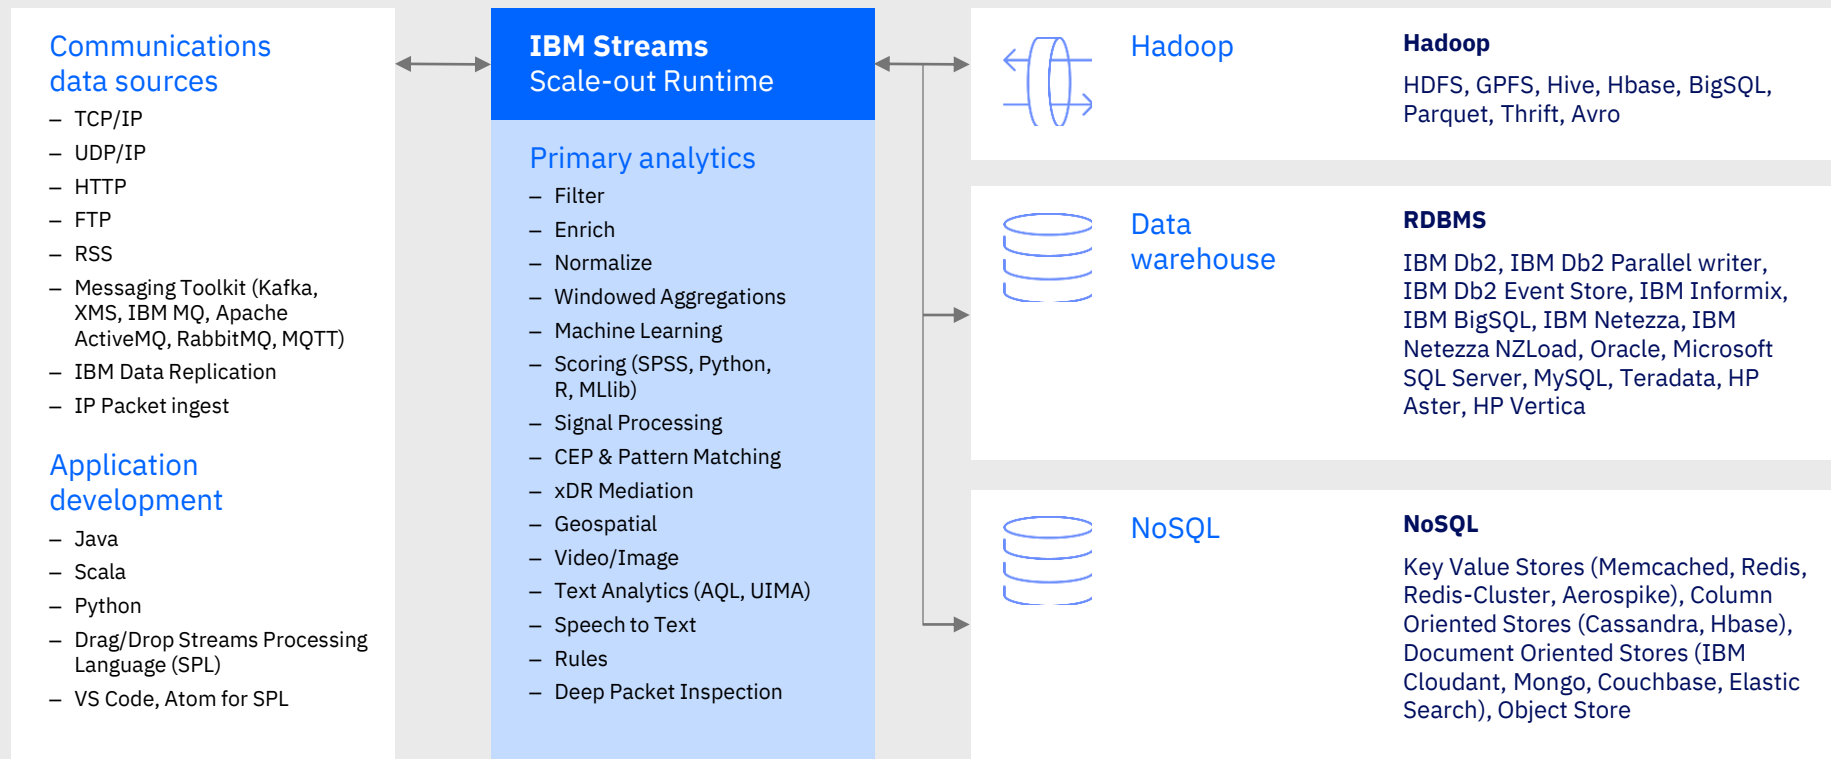 Communications
data sources
– TCP/IP
– UDP/IP
– HTTP
– FTP
– RSS
– Messaging Toolkit (Kafka,
XMS, IBM MQ, Apache
ActiveMQ, RabbitMQ, MQTT)
– IBM Data Replication
– IP Packet ingest
Application
development
– Java
– Scala
– Python
– Drag/Drop Streams Processing
Language (SPL)
– VS Code, Atom for SPL
IBM Streams
Scale-out Runtime
Primary analytics
– Filter
– Enrich
– Normalize
– Windowed Aggregations
– Machine Learning
– Scoring (SPSS, Python,
R, MLlib)
– Signal Processing
– CEP & Pattern Matching
– xDR Mediation
– Geospatial
– Video/Image
– Text Analytics (AQL, UIMA)
– Speech to Text
– Rules
– Deep Packet Inspection
Hadoop
Hadoop
HDFS, GPFS, Hive, Hbase, BigSQL,
Parquet, Thrift, Avro
Data
warehouse
RDBMS
IBM Db2, IBM Db2 Parallel writer,
IBM Db2 Event Store, IBM Informix,
IBM BigSQL, IBM Netezza, IBM
Netezza NZLoad, Oracle, Microsoft
SQL Server, MySQL, Teradata, HP
Aster, HP Vertica
NoSQL
NoSQL
Key Value Stores (Memcached, Redis,
Redis-Cluster, Aerospike), Column
Oriented Stores (Cassandra, Hbase),
Document Oriented Stores (IBM
Cloudant, Mongo, Couchbase, Elastic
Search), Object Store